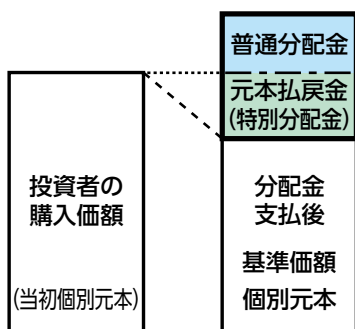 普通分配金
元本払戻金
(特別分配金)
投資者の
購入価額
(当初個別元本)
分配金
支払後
基準価額
個別元本